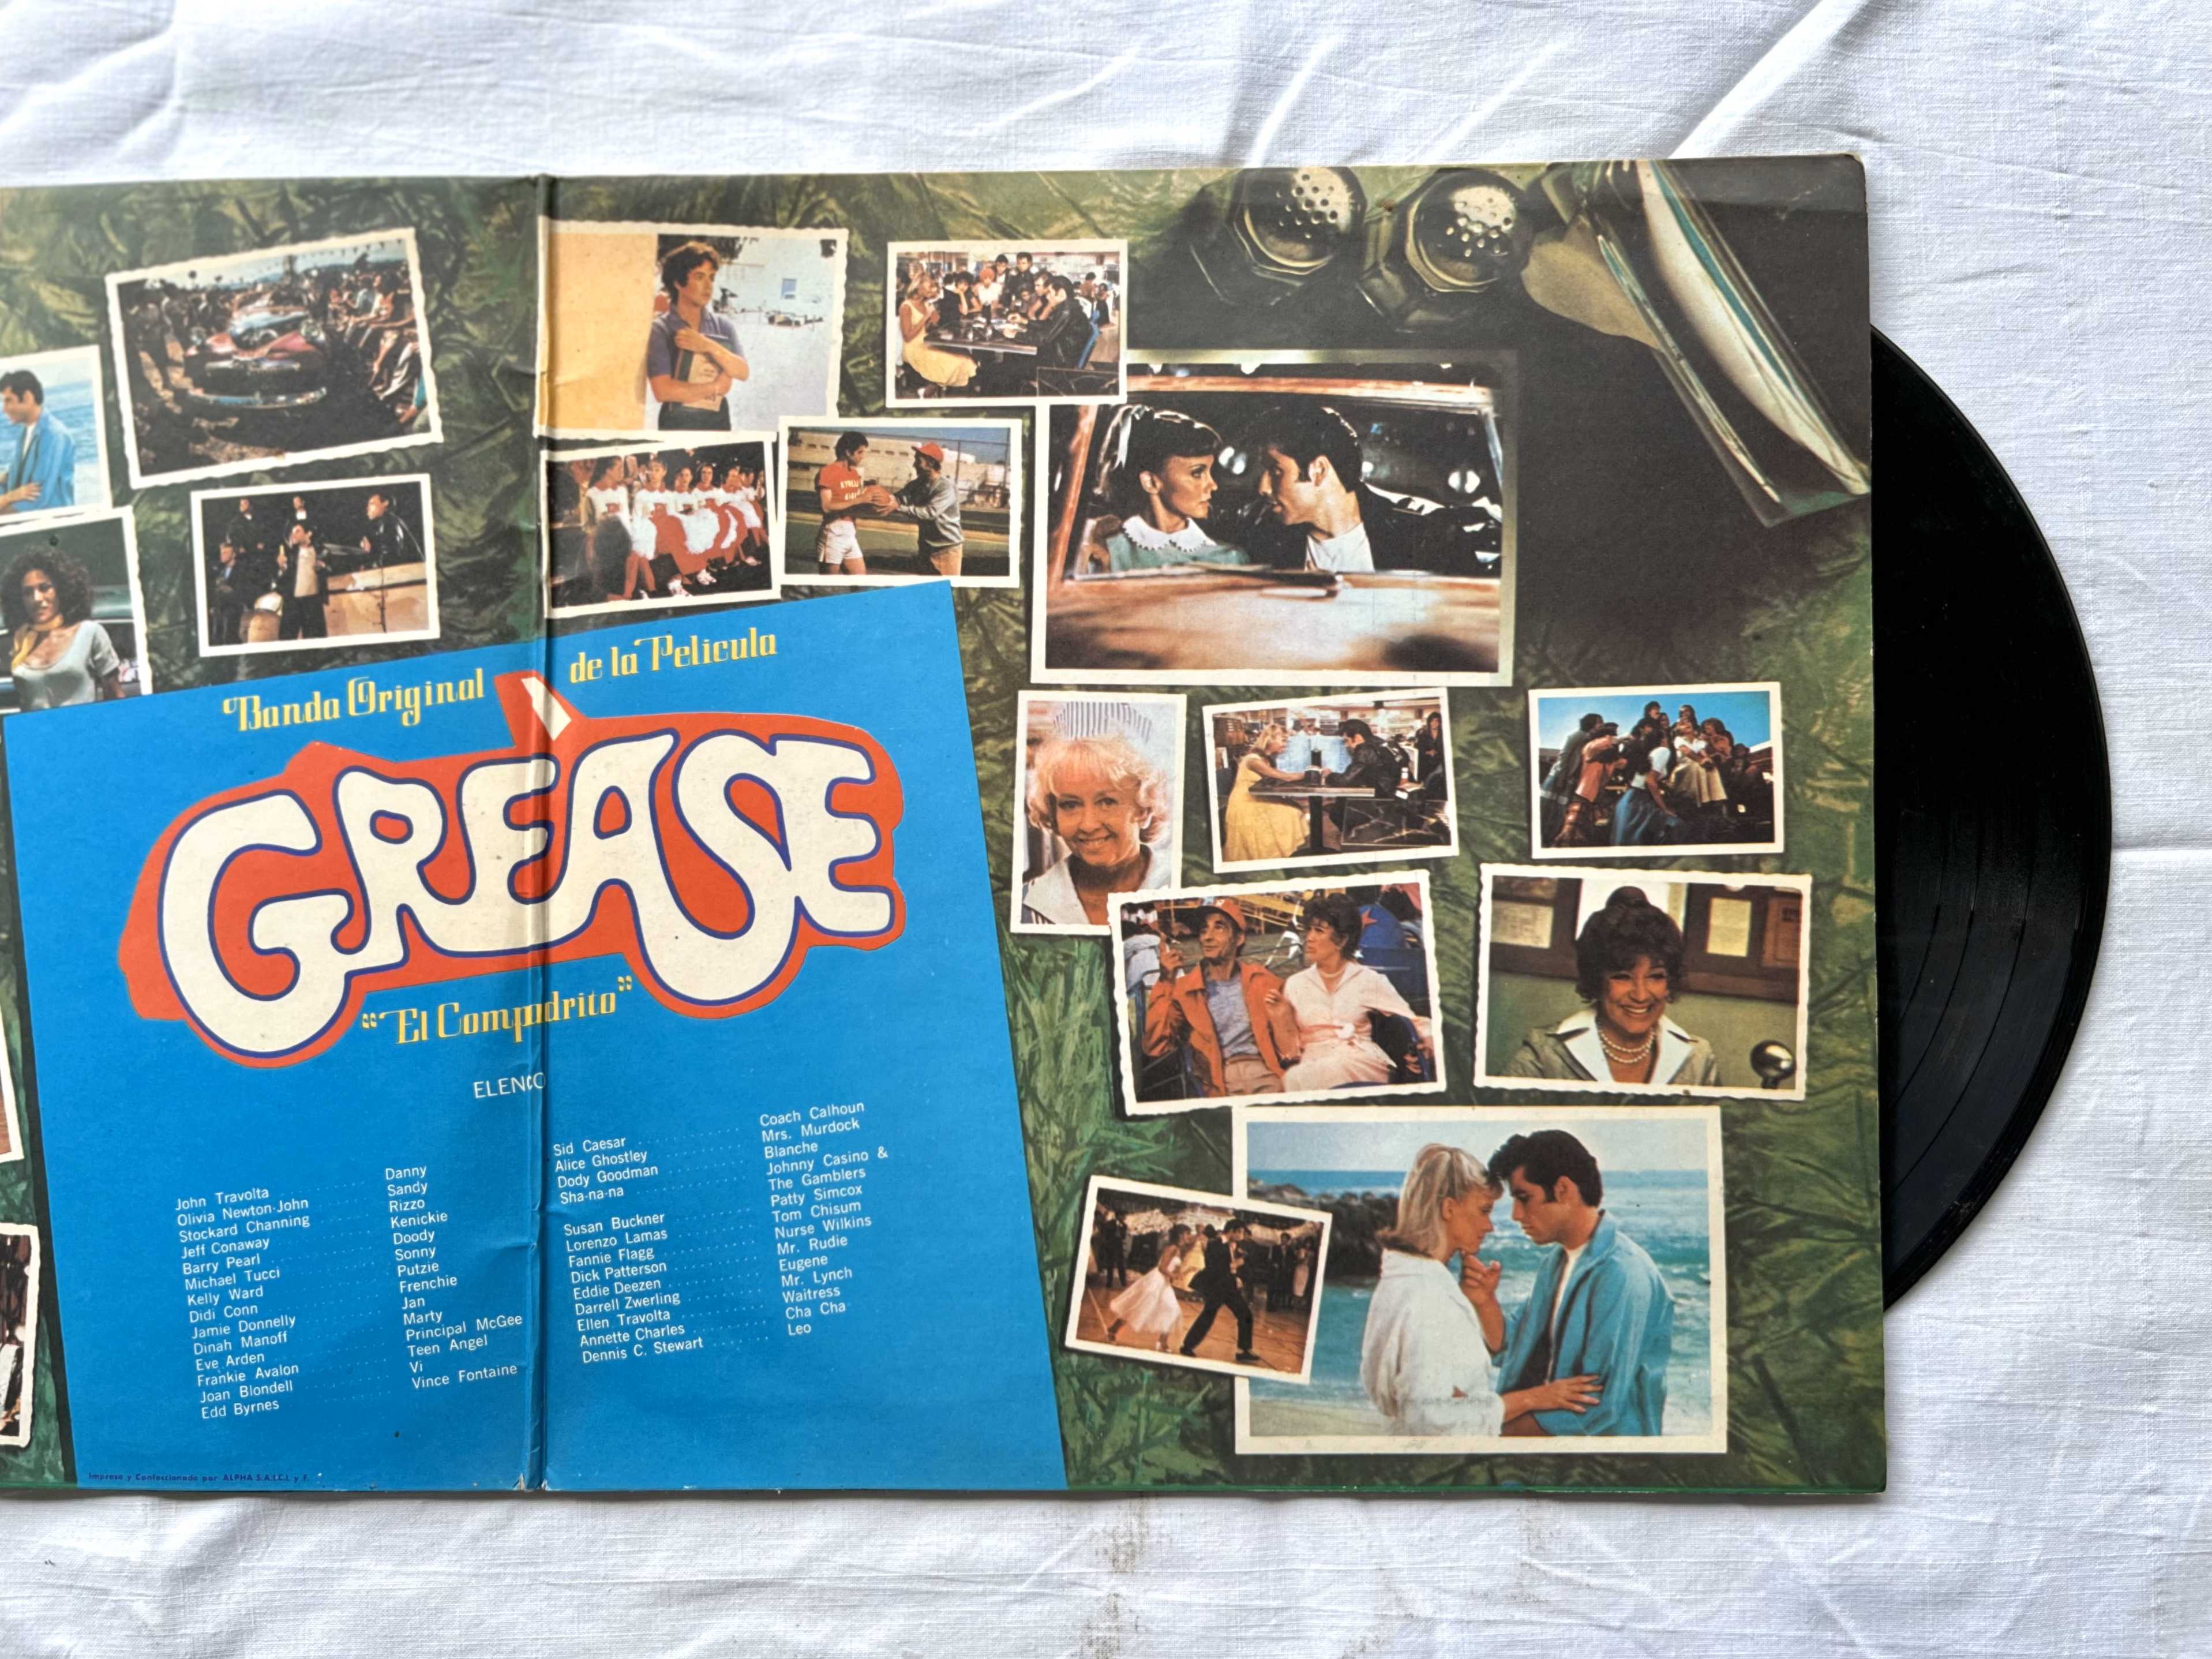 Banda Original de la Pelicula
GREASE
"El Compadrito"
ELENCO
John Travolta ........ Danny
Olivia Newton-John ........ Sandy
Stockard Channing ........ Rizzo
Jeff Conaway ........ Kenickie
Barry Pearl ........ Doody
Michael Tucci ........ Sonny
Kelly Ward ........ Putzie
Didi Conn ........ Frenchie
Jamie Donnelly ........ Jan
Dinah Manoff ........ Marty
Eve Arden ........ Principal McGee
Frankie Avalon ........ Teen Angel
Joan Blondell ........ Vi
Edd Byrnes ........ Vince Fontaine
Sid Caesar ........ Coach Calhoun
Alice Ghostley ........ Mrs. Murdock
Dody Goodman ........ Blanche
Sha-na-na ........ Johnny Casino &
The Gamblers
Susan Buckner ........ Patty Simcox
Lorenzo Lamas ........ Tom Chisum
Fannie Flagg ........ Nurse Wilkins
Dick Patterson ........ Mr. Rudie
Eddie Deezen ........ Eugene
Darrell Zwerling ........ Mr. Lynch
Ellen Travolta ........ Waitress
Annette Charles ........ Cha Cha
Dennis C. Stewart ........ Leo
Impreso y Confeccionado por ALPHA S.A.I.C.I. y F.